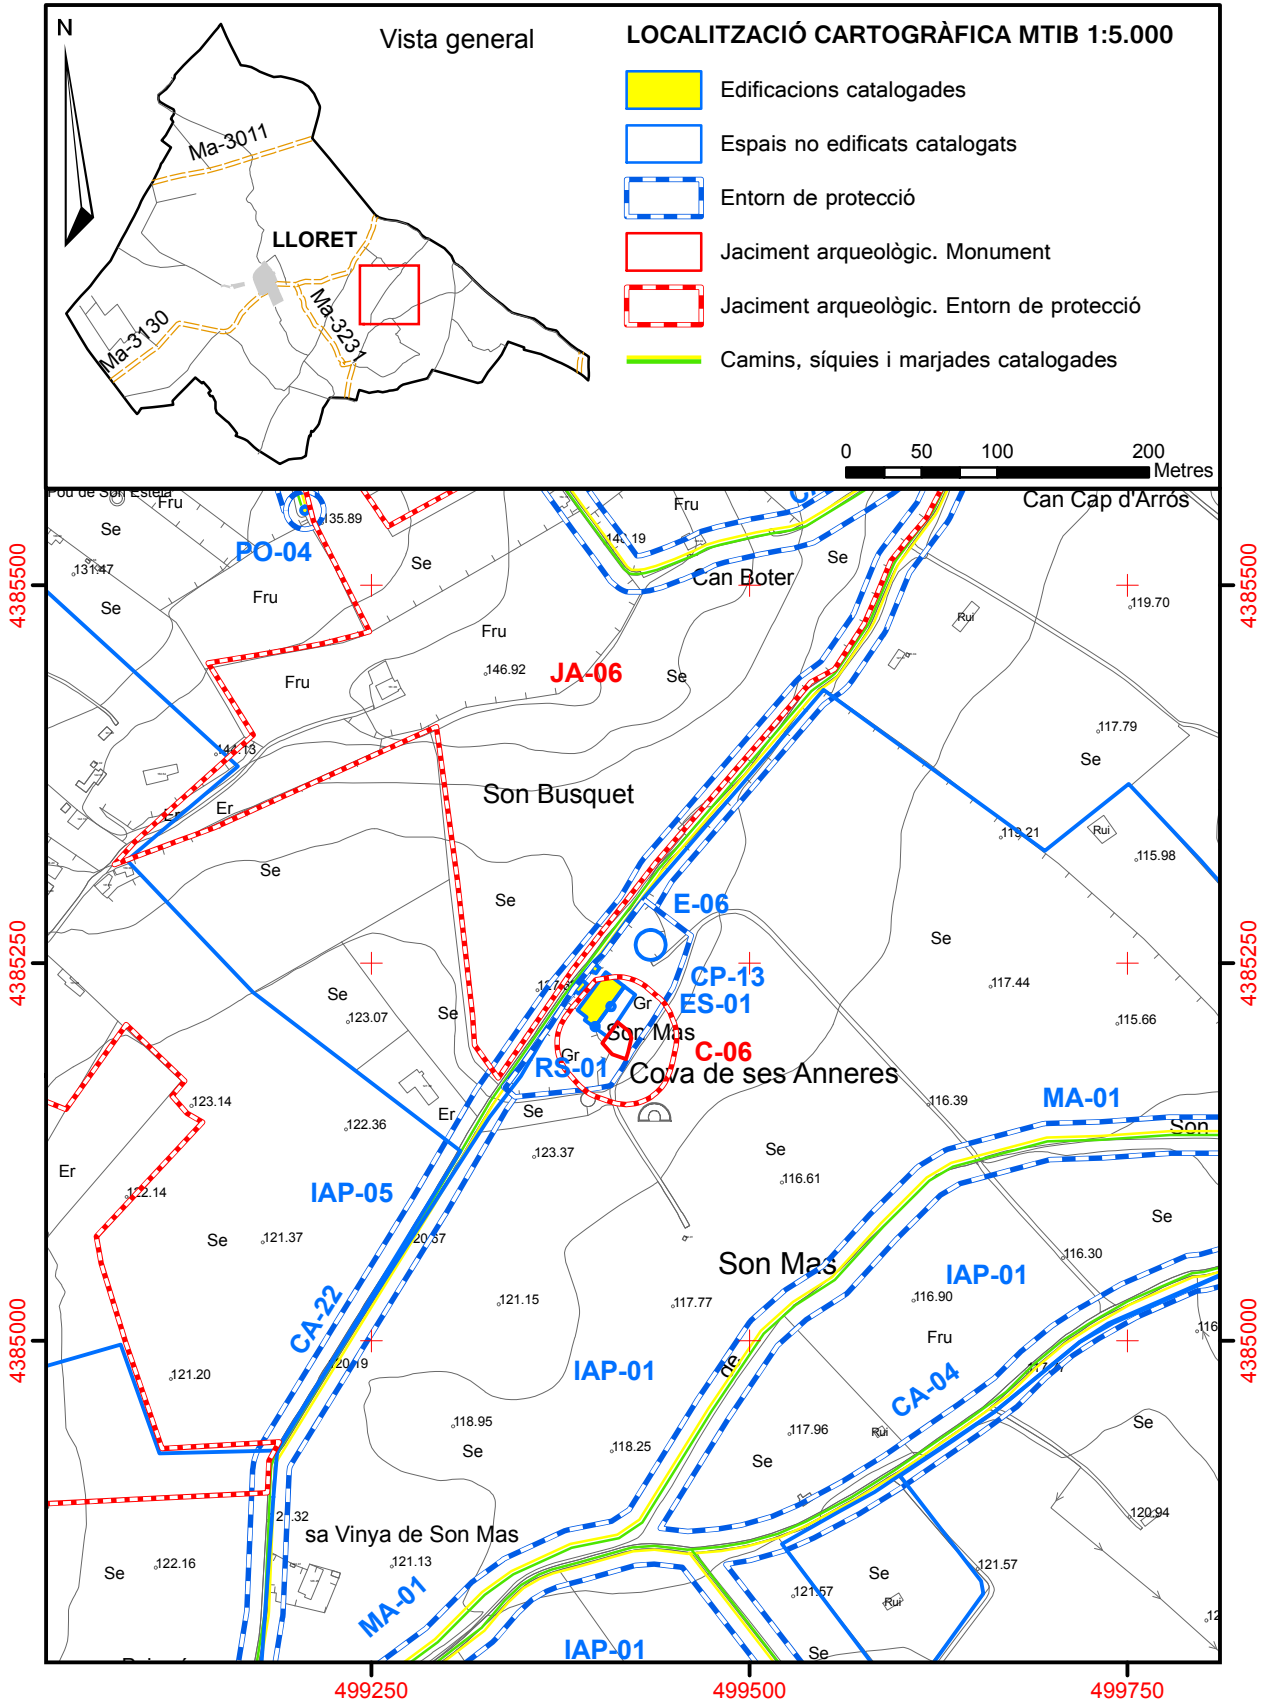 N
Vista general
Ma-3011
LLORET
Ma-3130
Ma-3231
LOCALITZACIÓ CARTOGRÀFICA MTIB 1:5.000
Edificacions catalogades
Espais no edificats catalogats
Entorn de protecció
Jaciment arqueològic. Monument
Jaciment arqueològic. Entorn de protecció
Camins, síquies i marjades catalogades
0 50 100 200
Metres
Pou de Son Estela
Fru
Se
135.89
PO-04
131.47
Se
Fru
Se
Fru
Can Cap d'Arrós
Can Boter
Se
4385500
4385500
119.70
Rui
Fru
146.92
JA-06
Se
Fru
117.79
Se
144.13
Son Busquet
Er
Er
119.21
Rui
115.98
Se
Se
E-06
Se
4385250
4385250
CP-13
117.44
Se
Gr
ES-01
123.07
Se
115.66
Son Mas
C-06
Gr
RS-01
Cova de ses Anneres
123.14
Er
Se
116.39
MA-01
122.36
Son
123.37
Se
Er
116.61
IAP-05
122.14
Se
Se
121.37
120.57
Son Mas
116.30
IAP-01
121.15
117.77
116.90
CA-22
Fru
4385000
4385000
120.19
de
121.20
IAP-01
CA-04
118.95
117.96
Rui
Se
Se
118.25
Se
120.94
sa Vinya de Son Mas
122.16
121.13
Se
121.57
Se
121.57
Rui
MA-01
IAP-01
Se
499250
499500
499750